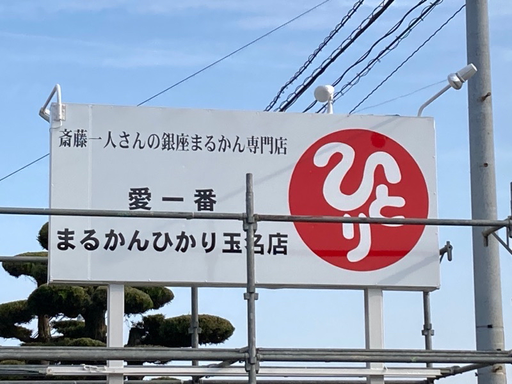 斎藤一人さんの銀座まるかん専門店
愛一番
まるかんひかり玉名店
ひとり